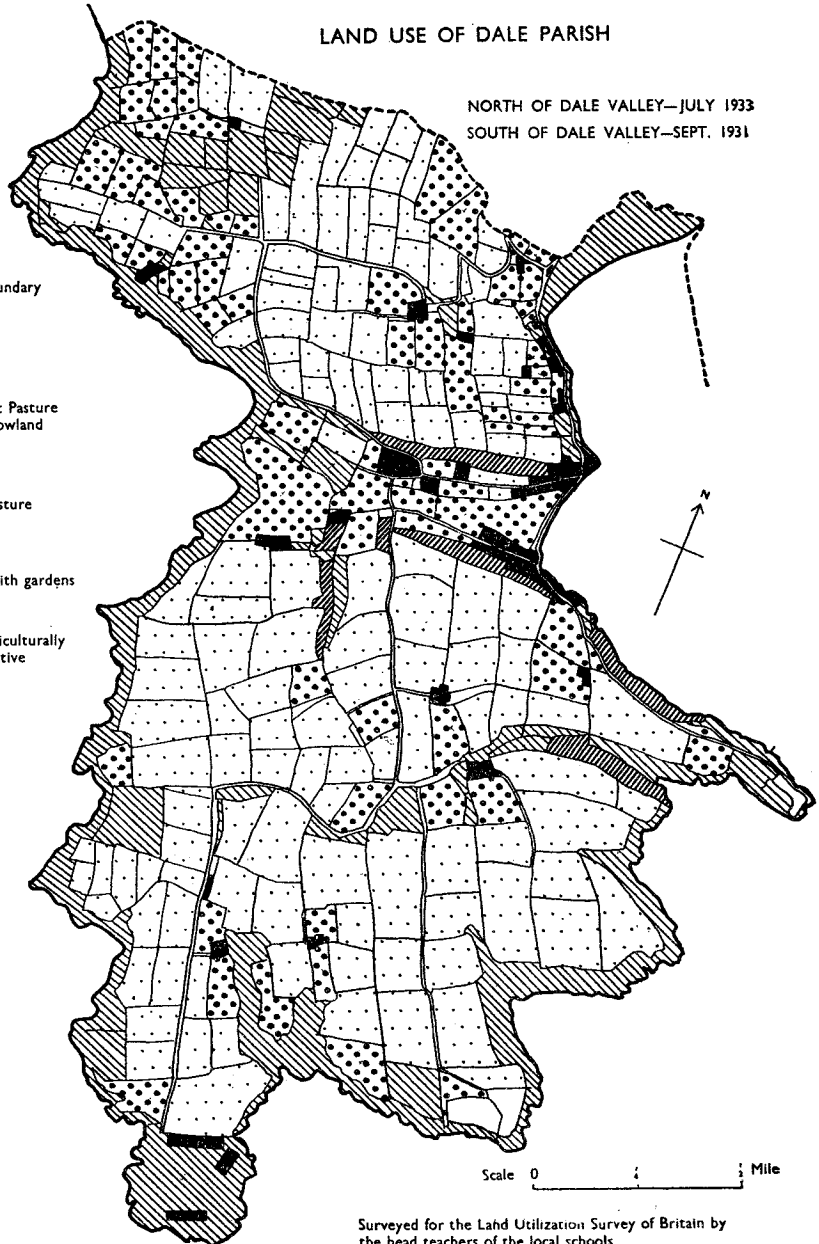 LAND USE OF DALE PARISH
NORTH OF DALE VALLEY—JULY 1933
SOUTH OF DALE VALLEY—SEPT. 1931
undary
t Pasture
owland
sture
ith gardens
iculturally
tive
N
Scale 0 ½ Mile
Surveyed for the Land Utilization Survey of Britain by
the head teachers of the local schools